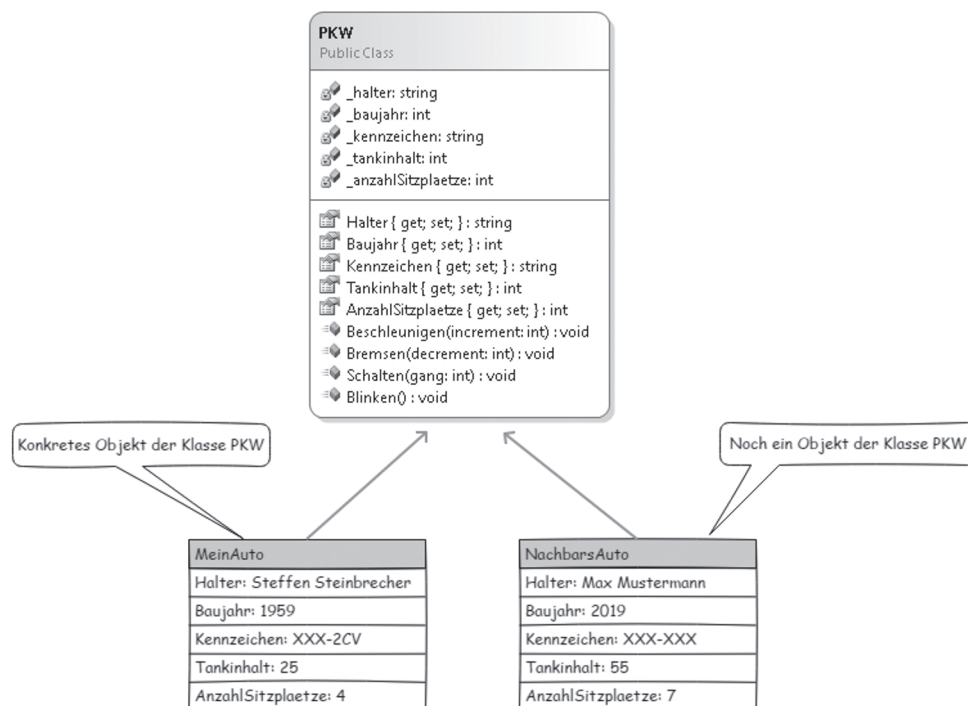 PKW
Public Class
_halter: string
_baujahr: int
_kennzeichen: string
_tankinhalt: int
_anzahlSitzplaetze: int
Halter { get; set; } : string
Baujahr { get; set; } : int
Kennzeichen { get; set; } : string
Tankinhalt { get; set; } : int
AnzahlSitzplaetze { get; set; } : int
Beschleunigen(increment: int) : void
Bremsen(decrement: int) : void
Schalten(gang: int) : void
Blinken() : void
Konkretes Objekt der Klasse PKW
Noch ein Objekt der Klasse PKW
MeinAuto
Halter: Steffen Steinbrecher
Baujahr: 1959
Kennzeichen: XXX-2CV
Tankinhalt: 25
AnzahlSitzplaetze: 4
NachbarsAuto
Halter: Max Mustermann
Baujahr: 2019
Kennzeichen: XXX-XXX
Tankinhalt: 55
AnzahlSitzplaetze: 7